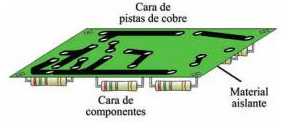 Cara de
pistas de cobre
Cara de
componentes
Material
aislante